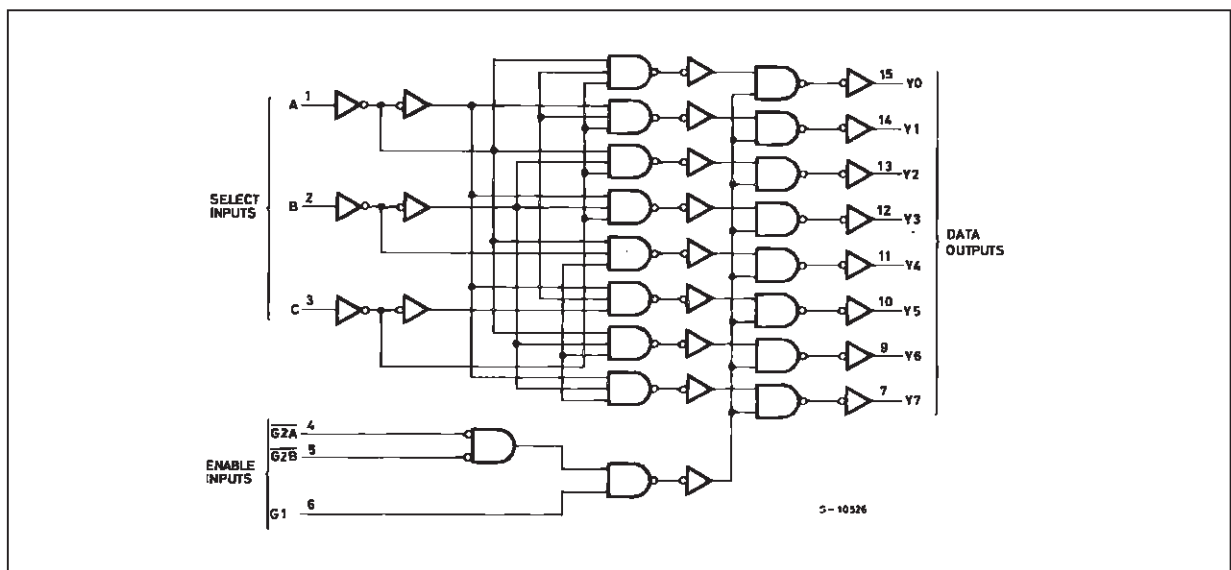 SELECT
INPUTS
A 1
B 2
C 3
ENABLE
INPUTS
G2A 4
G2B 5
G1 6
15 Y0
14 Y1
13 Y2
12 Y3
11 Y4
10 Y5
9 Y6
7 Y7
DATA
OUTPUTS
S-10526